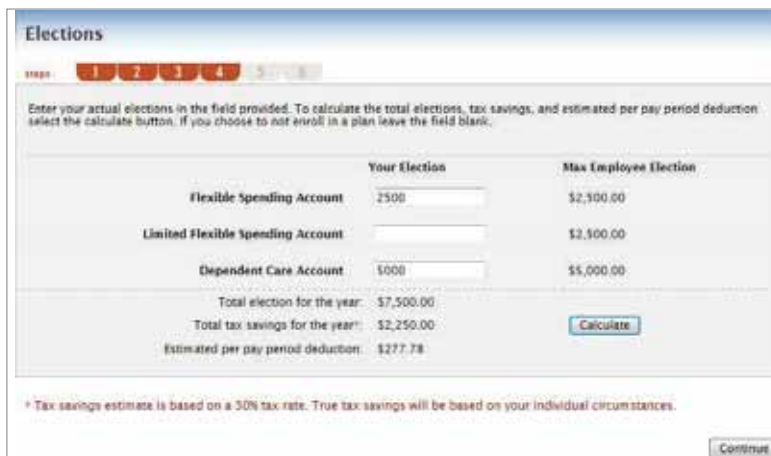 Elections
steps 1 2 3 4 5 6
Enter your actual elections in the field provided. To calculate the total elections, tax savings, and estimated per pay period deduction
select the calculate button. If you choose to not enroll in a plan leave the field blank.
Your Election Max Employee Election
Flexible Spending Account 2500 $2,500.00
Limited Flexible Spending Account $2,500.00
Dependent Care Account 5000 $5,000.00
Total election for the year: $7,500.00
Total tax savings for the year*: $2,250.00 Calculate
Estimated per pay period deduction: $277.78
* Tax savings estimate is based on a 30% tax rate. True tax savings will be based on your individual circumstances.
Continue